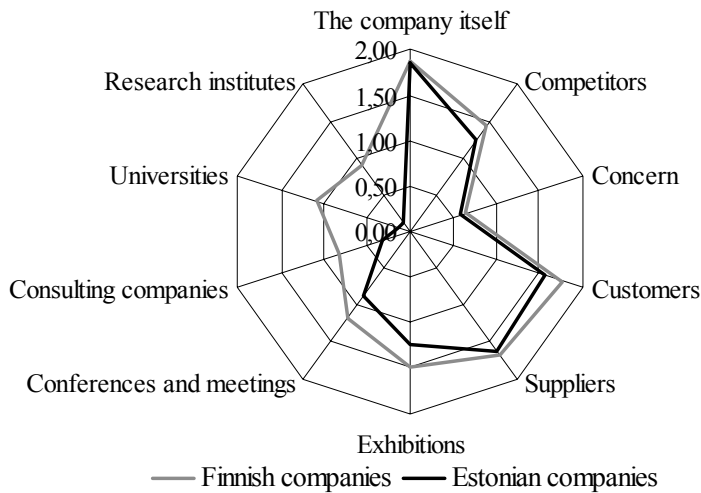 The company itself
2,00
Research institutes
Competitors
1,50
1,00
Universities
Concern
0,50
0,00
Consulting companies
Customers
Conferences and meetings
Suppliers
Exhibitions
Finnish companies
Estonian companies